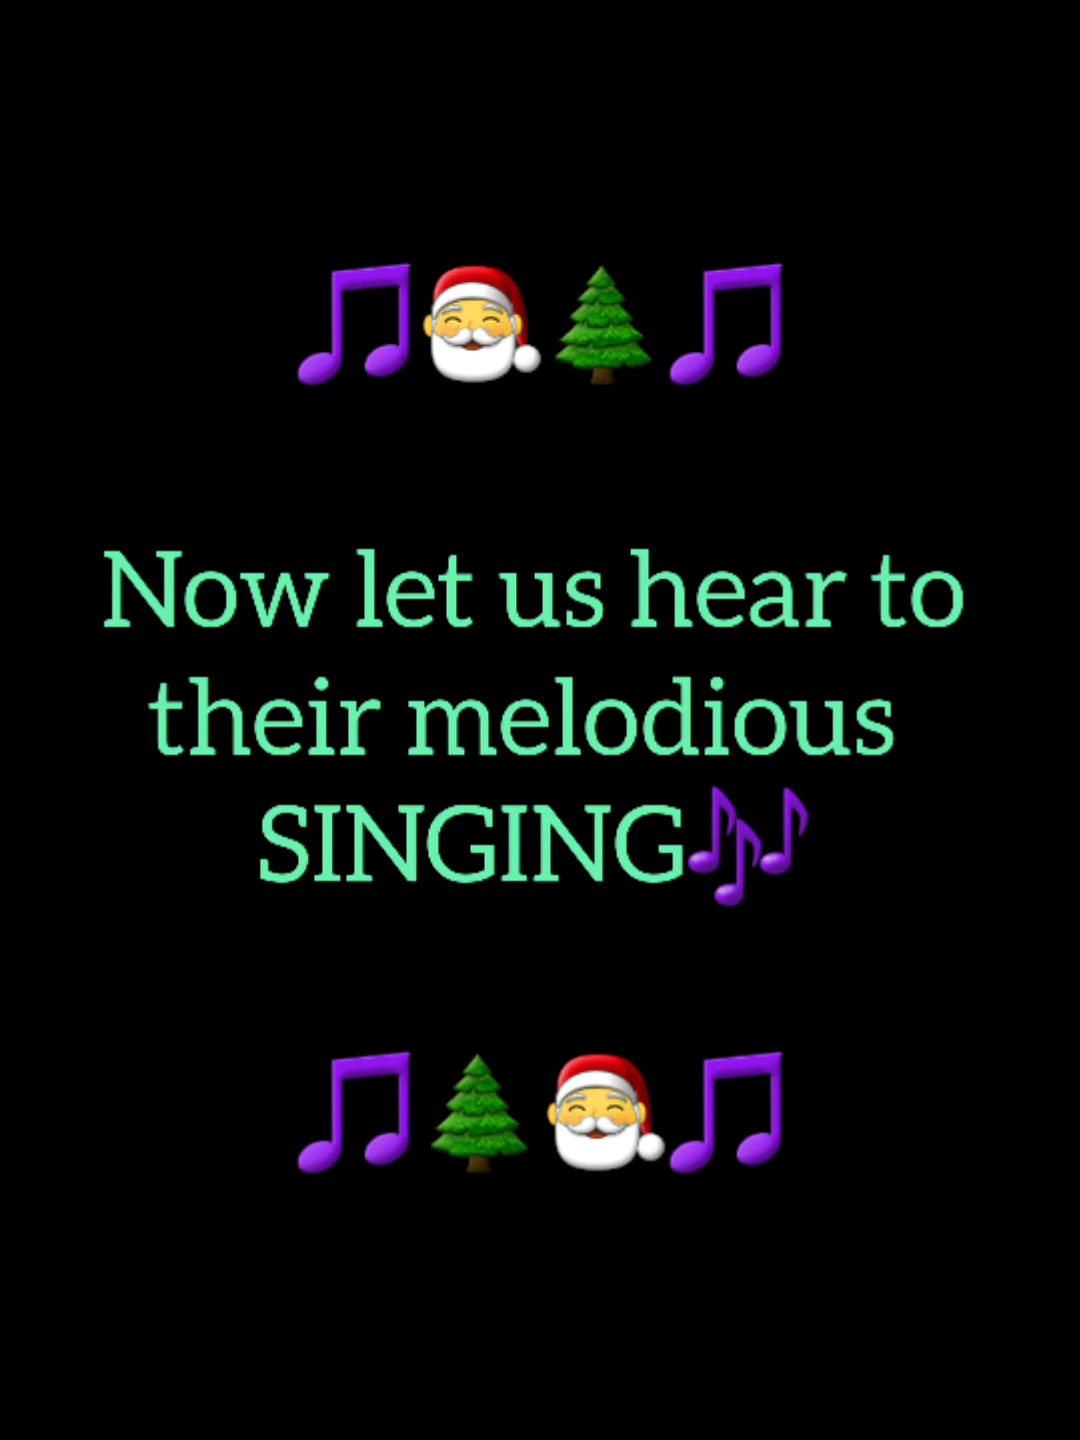 🎵🎅🌲🎵
Now let us hear to
their melodious
SINGING🎶
🎵🌲🎅🎵